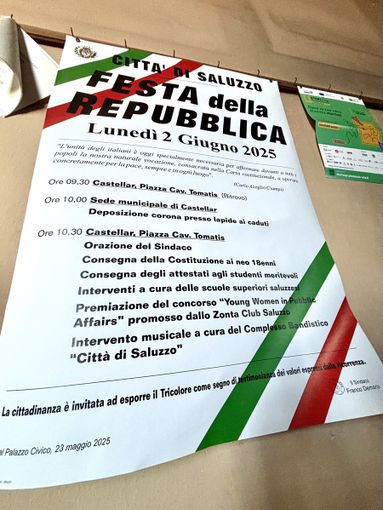 CITTA' DI SALUZZO
FESTA della
REPUBBLICA
Lunedì 2 Giugno 2025
"L'unità degli italiani è oggi specialmente necessaria per affermare davanti a tutti i
popoli la nostra naturale vocazione, consacrata nella Carta costituzionale, a operare
concretamente per la pace, sempre e in ogni luogo".
(Carlo Azeglio Ciampi)
Ore 09,30 Castellar, Piazza Cav. Tomatis (Ritrovo)
Ore 10,00 Sede municipale di Castellar
Deposizione corona presso lapide ai caduti
Ore 10,30 Castellar, Piazza Cav. Tomatis
Orazione del Sindaco
Consegna della Costituzione ai neo 18enni
Consegna degli attestati agli studenti meritevoli
Interventi a cura delle scuole superiori saluzzesi
Premiazione del concorso "Young Women in Pubblic
Affairs" promosso dallo Zonta Club Saluzzo
Intervento musicale a cura del Complesso Bandistico
"Città di Saluzzo"
La cittadinanza è invitata ad esporre il Tricolore come segno di testimonianza dei valori espressi dalla ricorrenza.
Il Sindaco
Franco Demaria
al Palazzo Civico, 23 maggio 2025